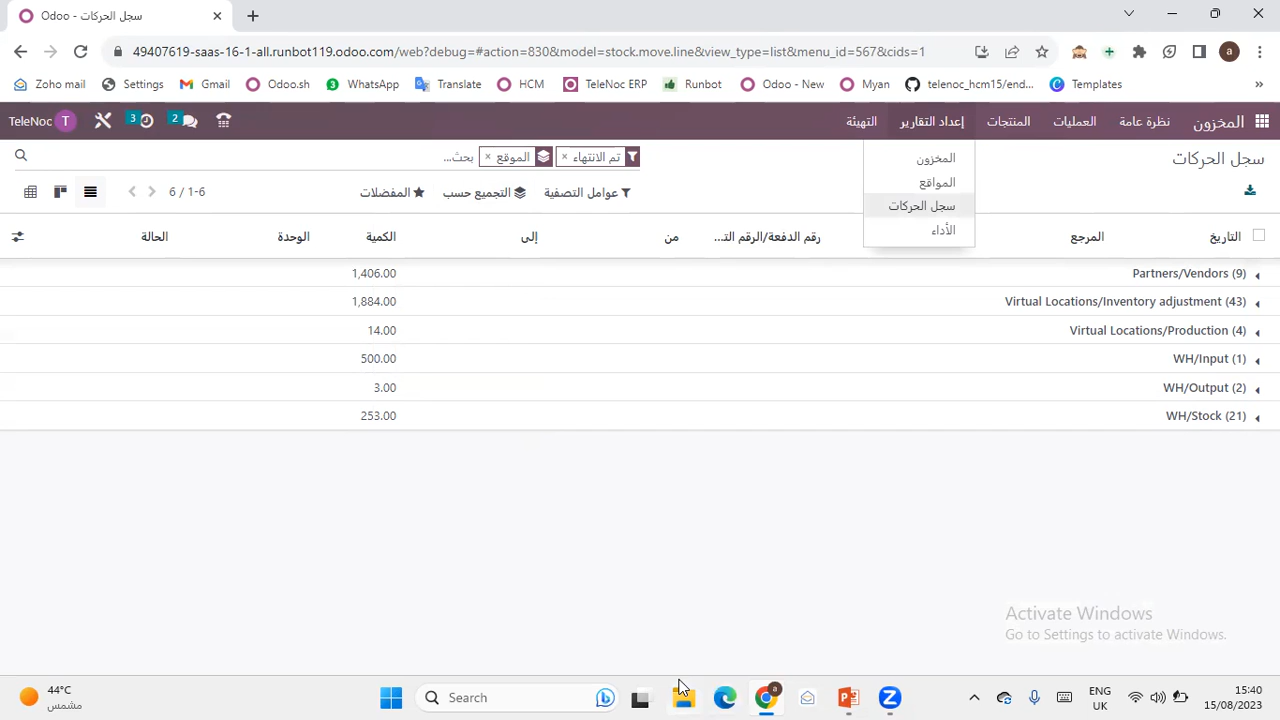 Odoo - سجل الحركات
49407619-saas-16-1-all.runbot119.odoo.com/web?debug=#action=830&model=stock.move.line&view_type=list&menu_id=567&cids=1
a
Zoho mail Settings Gmail Odoo.sh 3 WhatsApp Translate HCM TeleNoc ERP Runbot Odoo - New Myan telenoc_hcm15/end... Templates »
المخزون نظرة عامة العمليات المنتجات إعداد التقارير التهيئة
2 3 T TeleNoc
المخزون
المواقع
سجل الحركات
الأداء
سجل الحركات
تم الانتهاء × الموقع × بحث...
عوامل التصفية التجميع حسب المفضلات
6 / 1-6
التاريخ المرجع رقم الدفعة/الرقم الت... من إلى الكمية الوحدة الحالة
Partners/Vendors (9) 1,406.00
Virtual Locations/Inventory adjustment (43) 1,884.00
Virtual Locations/Production (4) 14.00
WH/Input (1) 500.00
WH/Output (2) 3.00
WH/Stock (21) 253.00
Activate Windows
Go to Settings to activate Windows.
44°C
مشمس
Search
a
ENG
UK
15:40
15/08/2023